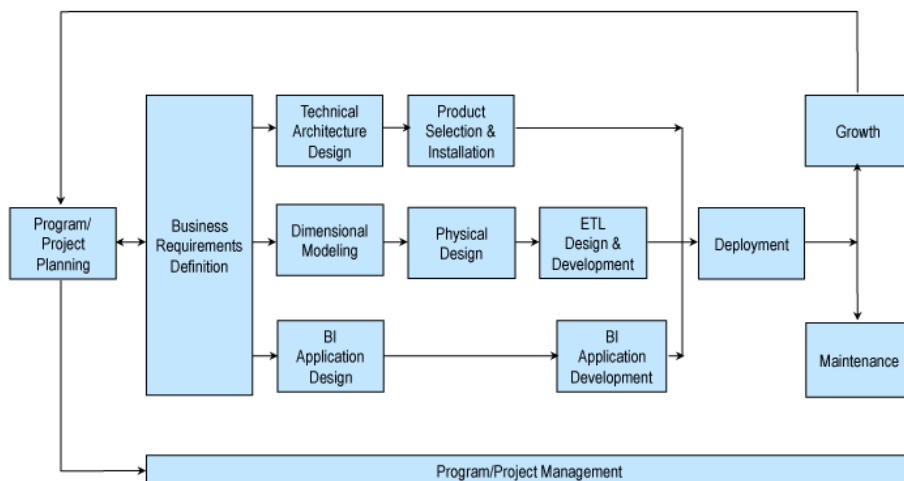 Technical
Architecture
Design
Product
Selection &
Installation
Growth
Program/
Project
Planning
Business
Requirements
Definition
Dimensional
Modeling
Physical
Design
ETL
Design &
Development
Deployment
BI
Application
Design
BI
Application
Development
Maintenance
Program/Project Management